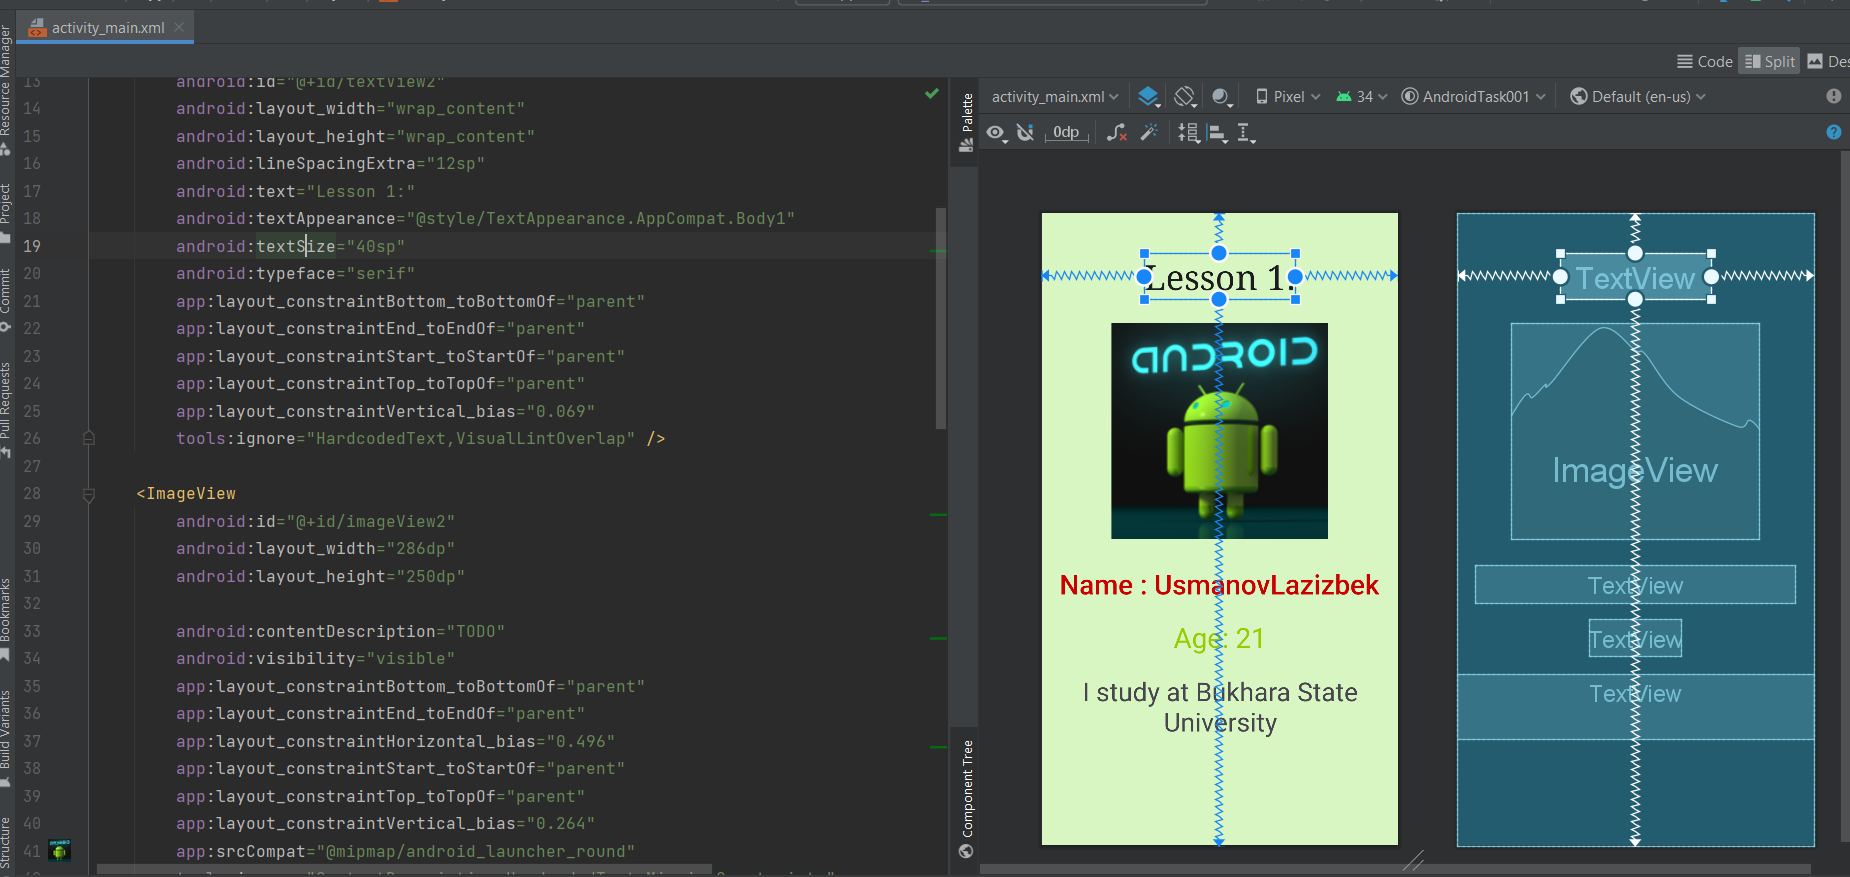 activity_main.xml
Code
Split
Des
Resource Manager
Project
Commit
Pull Requests
Bookmarks
Build Variants
Structure
13 android:id="@+id/textView2"
14 android:layout_width="wrap_content"
15 android:layout_height="wrap_content"
16 android:lineSpacingExtra="12sp"
17 android:text="Lesson 1:"
18 android:textAppearance="@style/TextAppearance.AppCompat.Body1"
19 android:textSize="40sp"
20 android:typeface="serif"
21 app:layout_constraintBottom_toBottomOf="parent"
22 app:layout_constraintEnd_toEndOf="parent"
23 app:layout_constraintStart_toStartOf="parent"
24 app:layout_constraintTop_toTopOf="parent"
25 app:layout_constraintVertical_bias="0.069"
26 tools:ignore="HardcodedText,VisualLintOverlap" />
27
28 <ImageView
29 android:id="@+id/imageView2"
30 android:layout_width="286dp"
31 android:layout_height="250dp"
32
33 android:contentDescription="TODO"
34 android:visibility="visible"
35 app:layout_constraintBottom_toBottomOf="parent"
36 app:layout_constraintEnd_toEndOf="parent"
37 app:layout_constraintHorizontal_bias="0.496"
38 app:layout_constraintStart_toStartOf="parent"
39 app:layout_constraintTop_toTopOf="parent"
40 app:layout_constraintVertical_bias="0.264"
41 app:srcCompat="@mipmap/android_launcher_round"
Palette
Component Tree
activity_main.xml
Pixel
34
AndroidTask001
Default (en-us)
0dp
Lesson 1:
ANDROID
Name : UsmanovLazizbek
Age: 21
I study at Bukhara State
University
TextView
ImageView
TextView
TextView
TextView